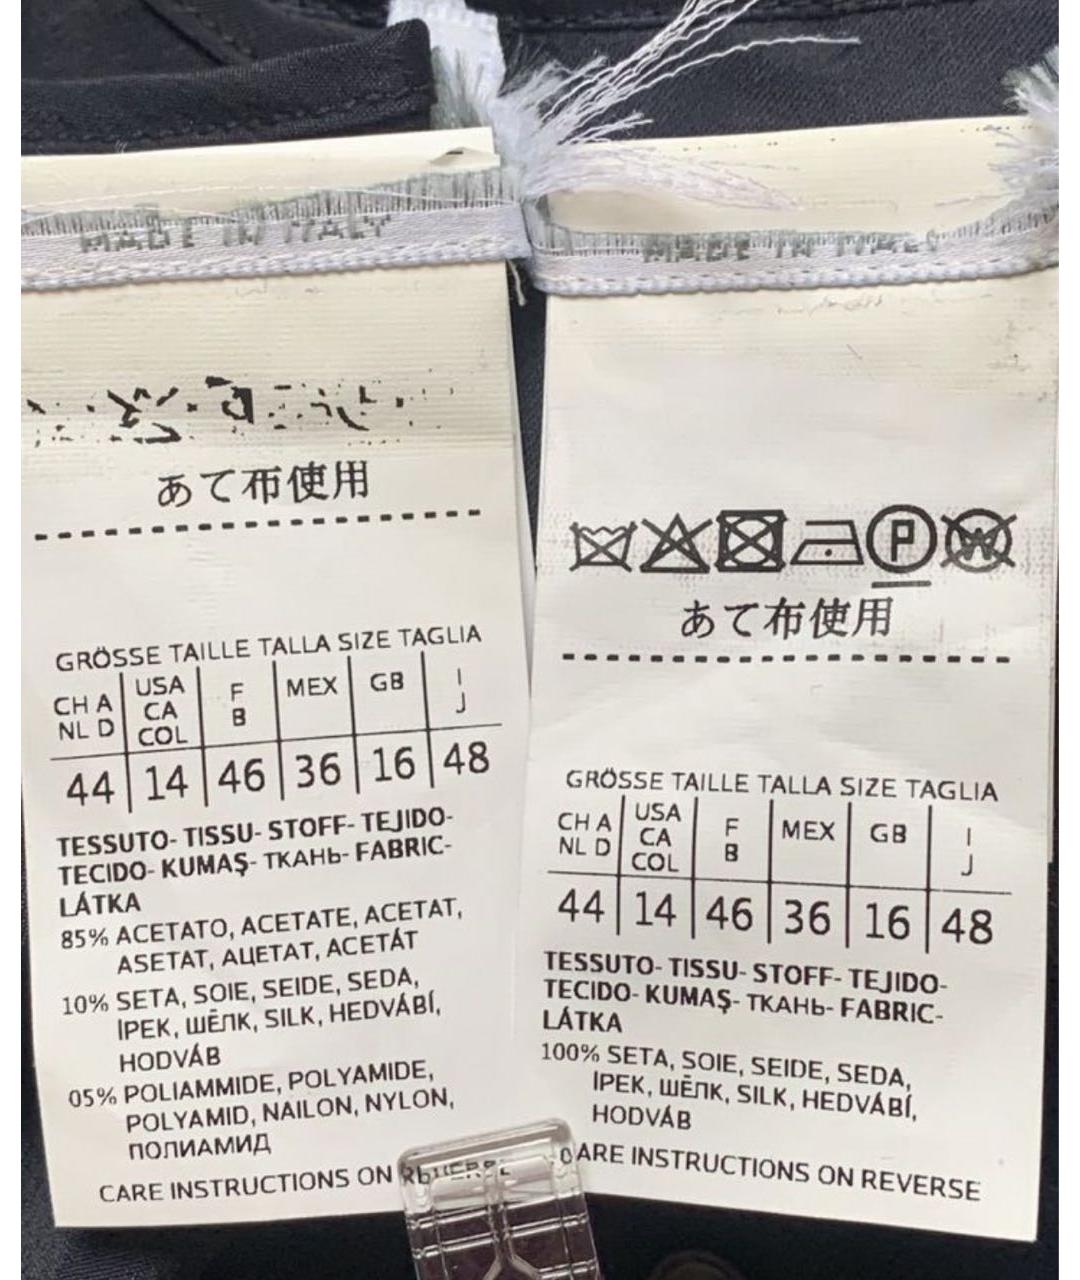 MADE IN ITALY
あて布使用
GRÖSSE TAILLE TALLA SIZE TAGLIA
CH A NL D USA CA COL F B MEX GB I J
44 14 46 36 16 48
TESSUTO- TISSU- STOFF- TEJIDO-
TECIDO- KUMAŞ- ТКАНЬ- FABRIC-
LÁTKA
85% ACETATO, ACETATE, ACETAT,
ASETAT, АЦЕТАТ, ACETÁT
10% SETA, SOIE, SEIDE, SEDA,
İPEK, ШЁЛК, SILK, HEDVÁBÍ,
HODVÁB
05% POLIAMMIDE, POLYAMIDE,
POLYAMID, NAILON, NYLON,
ПОЛИАМИД
CARE INSTRUCTIONS ON REVERSE
MADE IN ITALY
P W
あて布使用
GRÖSSE TAILLE TALLA SIZE TAGLIA
CH A NL D USA CA COL F B MEX GB I J
44 14 46 36 16 48
TESSUTO- TISSU- STOFF- TEJIDO-
TECIDO- KUMAŞ- ТКАНЬ- FABRIC-
LÁTKA
100% SETA, SOIE, SEIDE, SEDA,
İPEK, ШЁЛК, SILK, HEDVÁBÍ,
HODVÁB
CARE INSTRUCTIONS ON REVERSE